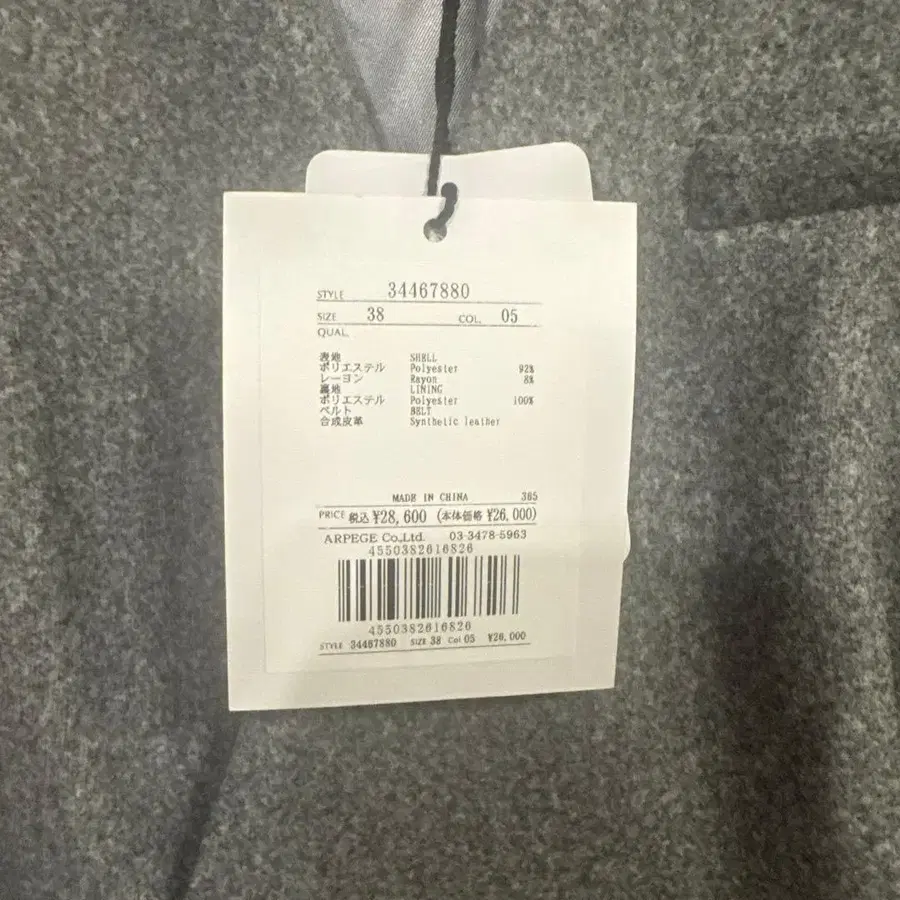 STYLE 34467880
SIZE 38 COL. 05
QUAL.
表地 SHELL
ポリエステル Polyester 92%
レーヨン Rayon 8%
裏地 LINING
ポリエステル Polyester 100%
ベルト BELT
合成皮革 Synthetic leather
MADE IN CHINA 365
PRICE 税込 ¥28,600 (本体価格 ¥26,000)
ARPEGE Co.,Ltd. 03-3478-5963
4550382616826
4550382616826
STYLE 34467880 SIZE 38 Col 05 ¥26,000